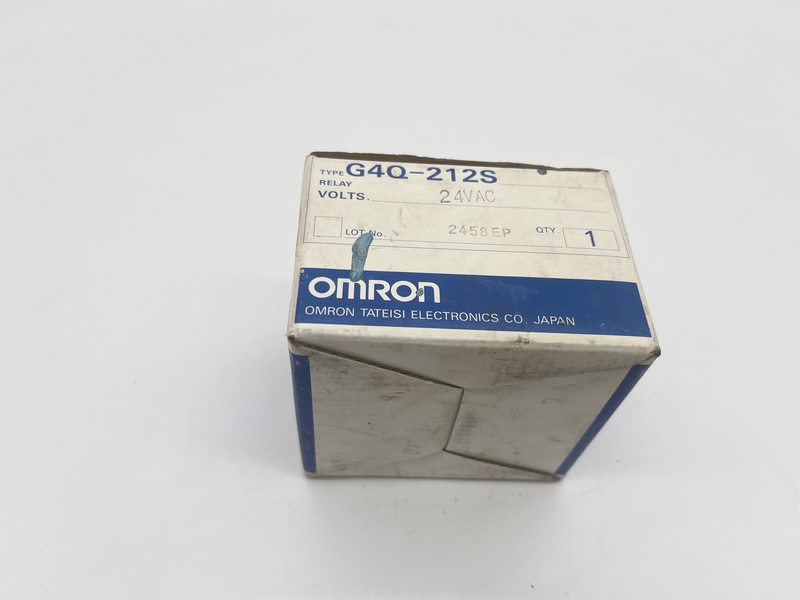 TYPE G4Q-212S
RELAY
VOLTS. 24VAC
LOT No. 2458EP QTY. 1
OMRON
OMRON TATEISI ELECTRONICS CO. JAPAN